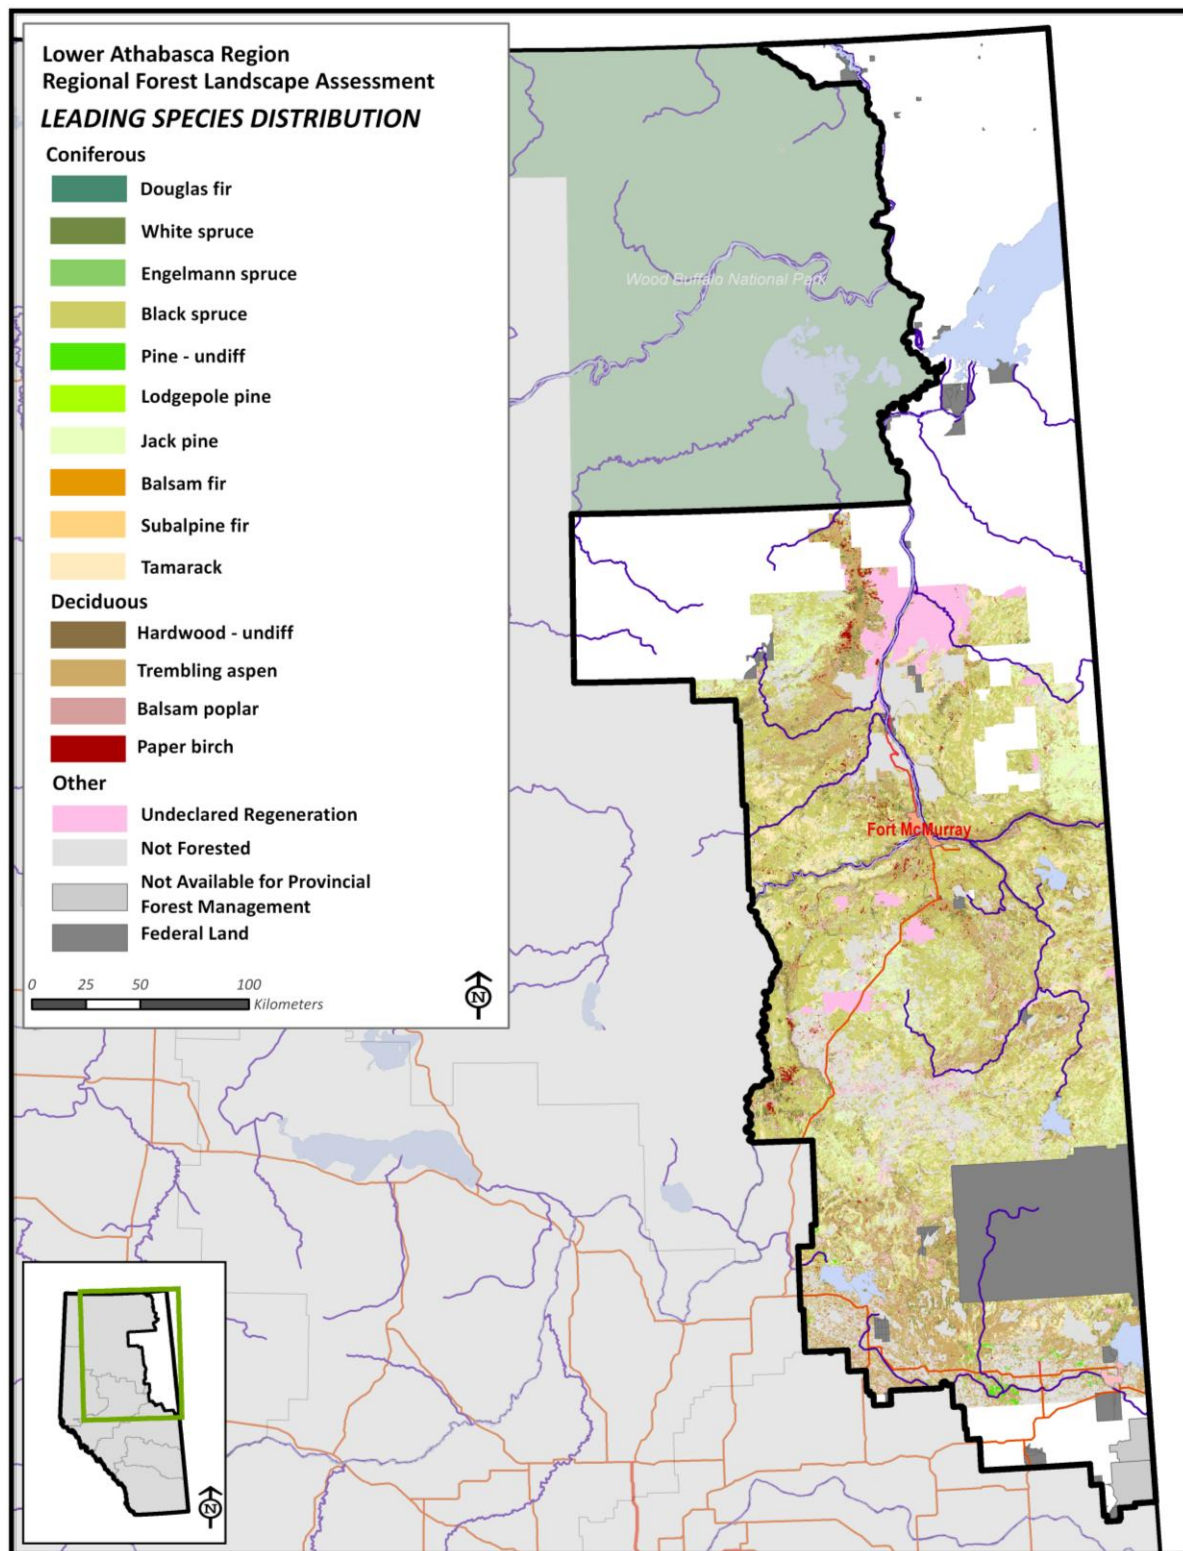 Lower Athabasca Region
Regional Forest Landscape Assessment
LEADING SPECIES DISTRIBUTION
Coniferous
Douglas fir
White spruce
Engelmann spruce
Black spruce
Pine - undiff
Lodgepole pine
Jack pine
Balsam fir
Subalpine fir
Tamarack
Deciduous
Hardwood - undiff
Trembling aspen
Balsam poplar
Paper birch
Other
Undeclared Regeneration
Not Forested
Not Available for Provincial
Forest Management
Federal Land
0 25 50 100
Kilometers
N
Wood Buffalo National Park
Fort McMurray
N